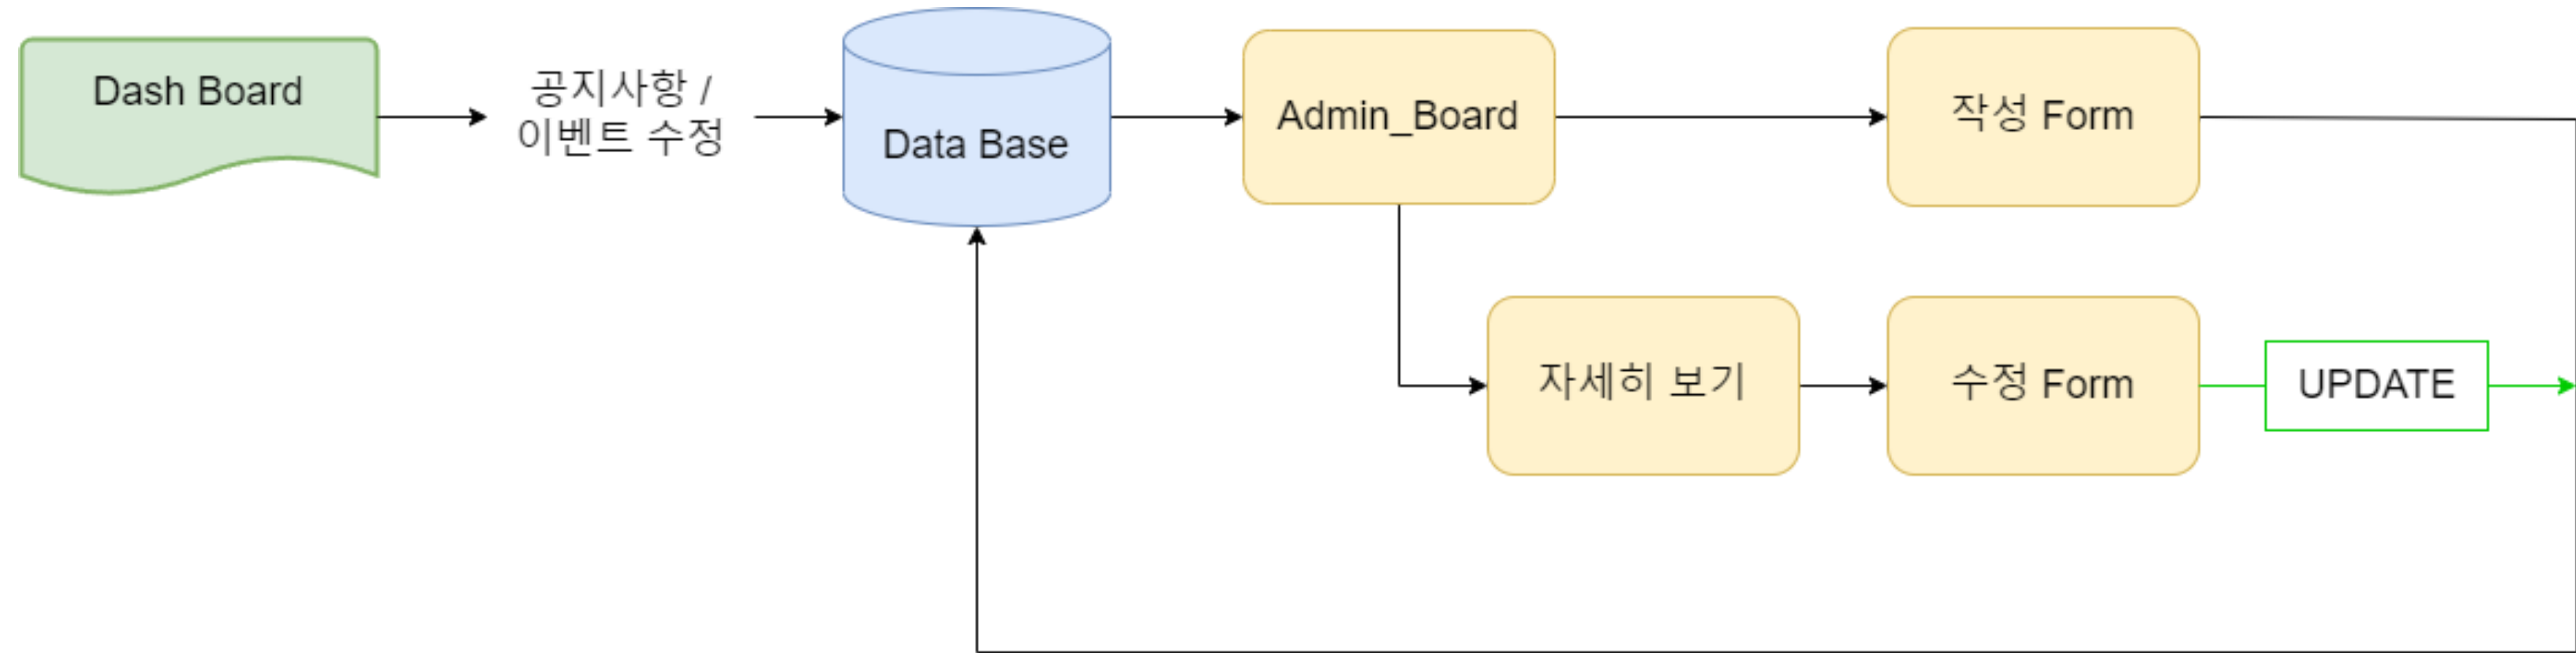 Dash Board
공지사항 /
이벤트 수정
Data Base
Admin_Board
작성 Form
자세히 보기
수정 Form
UPDATE